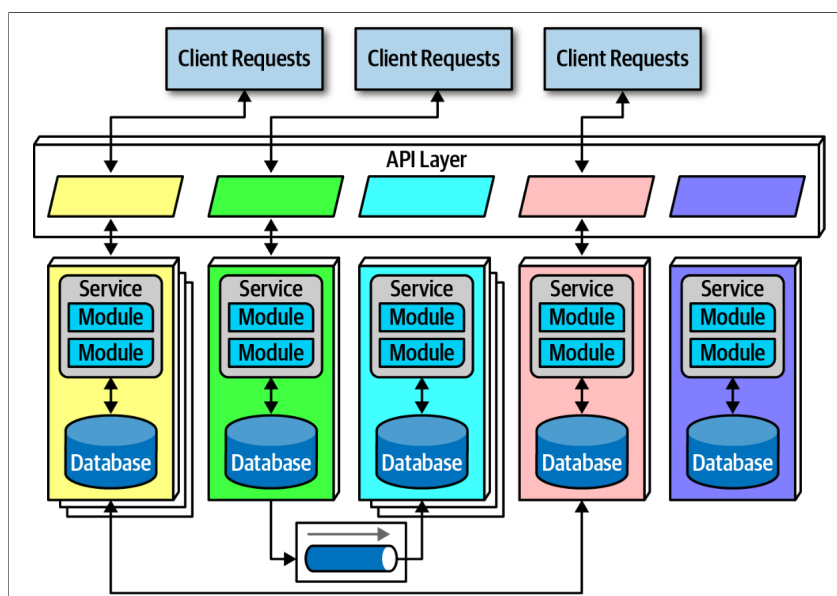 Client Requests
Client Requests
Client Requests
API Layer
Service
Module
Module
Database
Service
Module
Module
Database
Service
Module
Module
Database
Service
Module
Module
Database
Service
Module
Module
Database